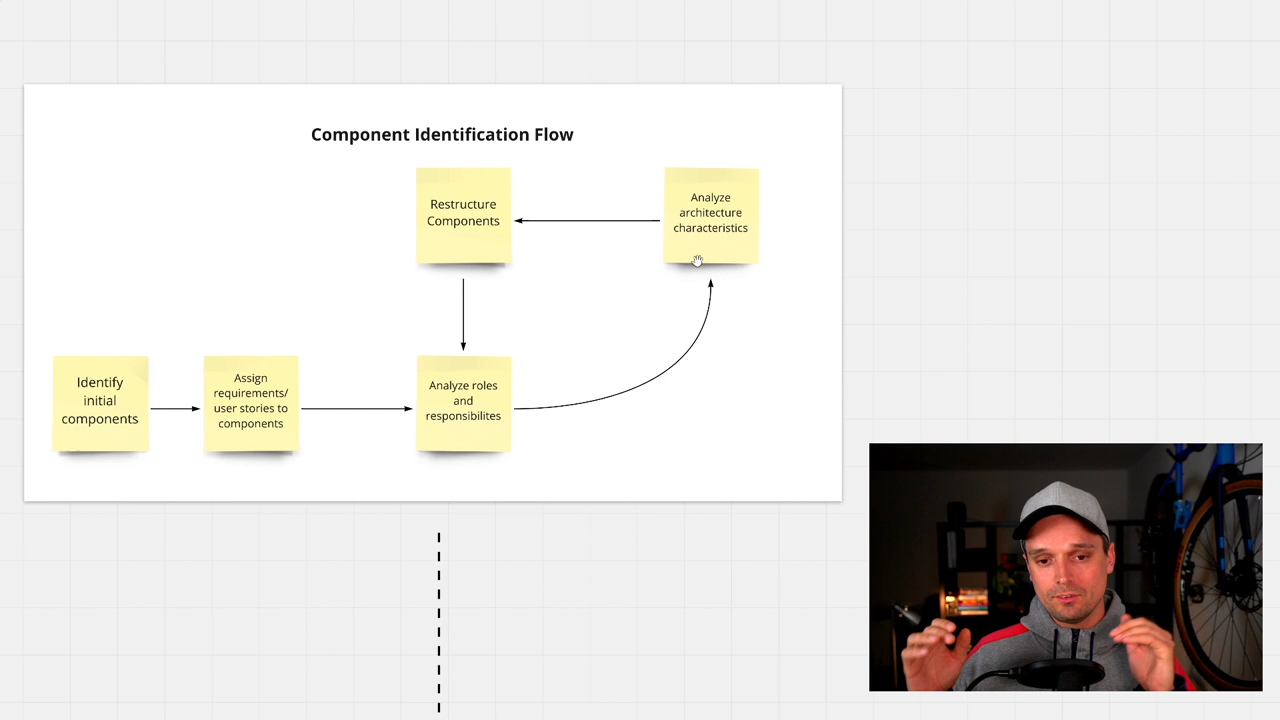 Component Identification Flow
Restructure
Components
Analyze
architecture
characteristics
Identify
initial
components
Assign
requirements/
user stories to
components
Analyze roles
and
responsibilites